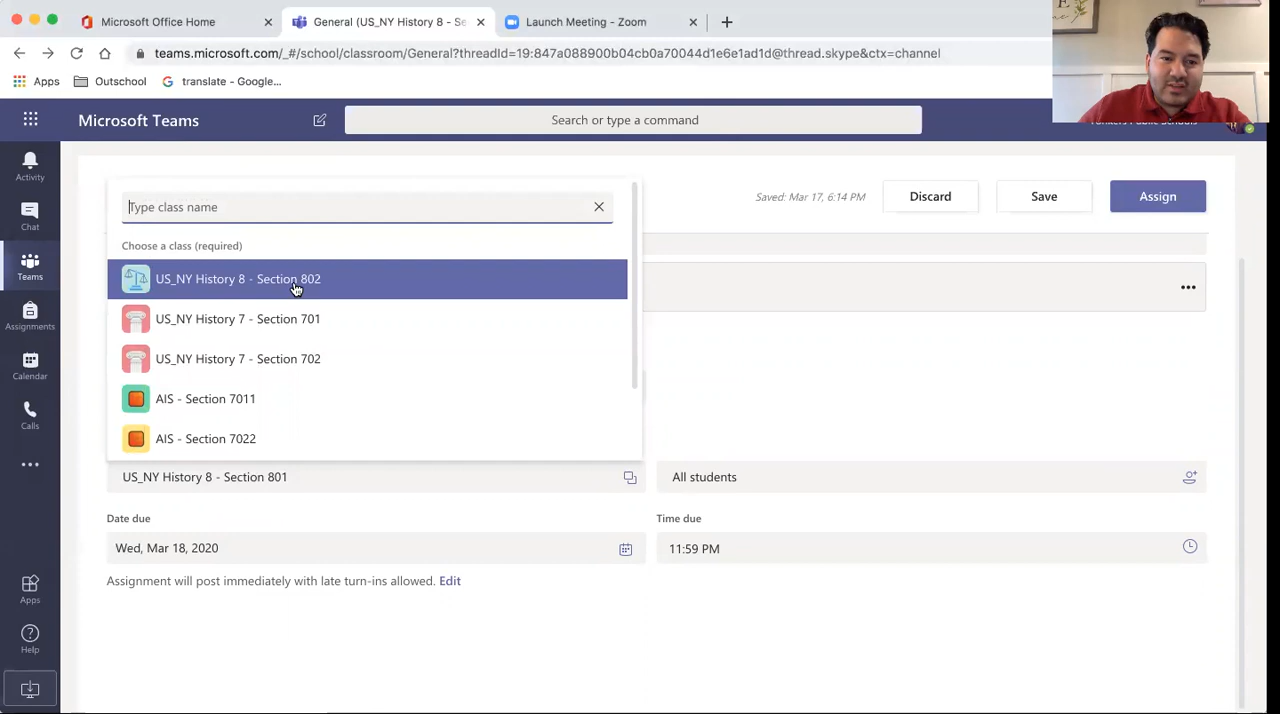 Microsoft Office Home
General (US_NY History 8 - Se
Launch Meeting - Zoom
teams.microsoft.com/_#/school/classroom/General?threadId=19:847a088900b04cb0a70044d1e6e1ad1d@thread.skype&ctx=channel
Apps
Outschool
translate - Google...
Microsoft Teams
Search or type a command
Yonkers Public Schools
Activity
Chat
Teams
Assignments
Calendar
Calls
Apps
Help
Type class name
Saved: Mar 17, 6:14 PM
Discard
Save
Assign
Choose a class (required)
US_NY History 8 - Section 802
US_NY History 7 - Section 701
US_NY History 7 - Section 702
AIS - Section 7011
AIS - Section 7022
US_NY History 8 - Section 801
All students
Date due
Time due
Wed, Mar 18, 2020
11:59 PM
Assignment will post immediately with late turn-ins allowed. Edit